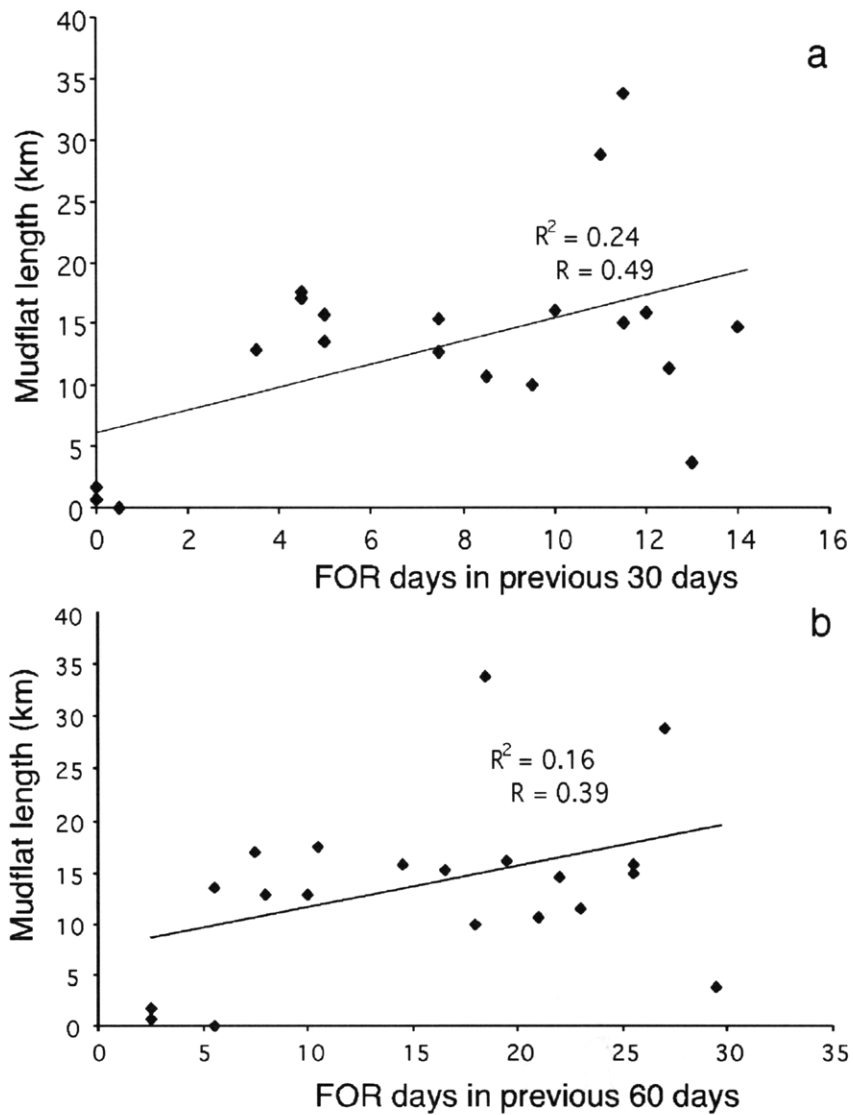 a
Mudflat length (km)
40
35
30
25
20
15
10
5
0
R² = 0.24
R = 0.49
0 2 4 6 8 10 12 14 16
FOR days in previous 30 days
b
Mudflat length (km)
40
35
30
25
20
15
10
5
0
R² = 0.16
R = 0.39
0 5 10 15 20 25 30 35
FOR days in previous 60 days